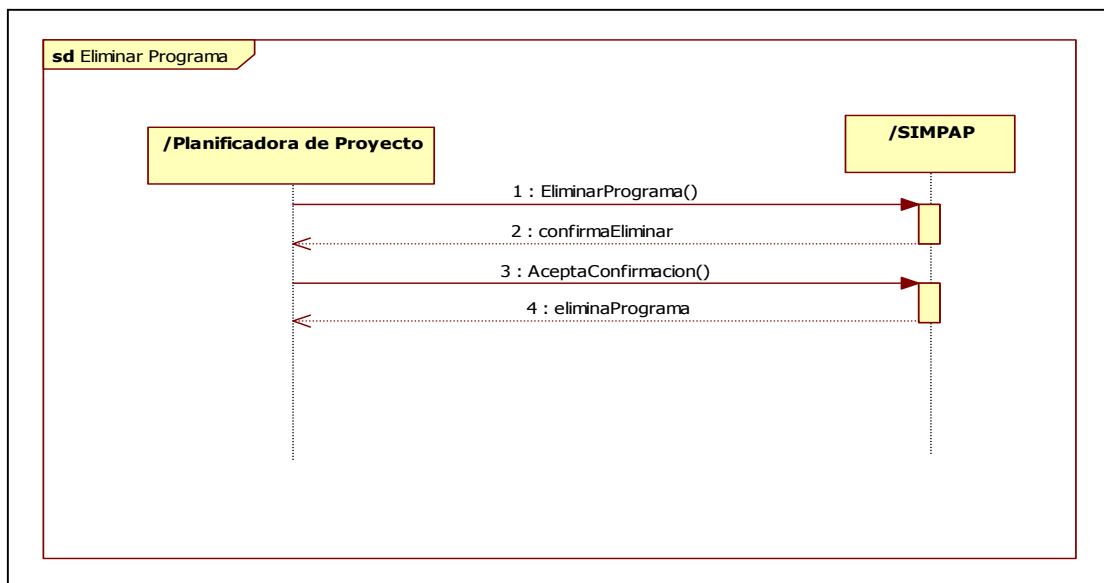 sd Eliminar Programa
/Planificadora de Proyecto
/SIMPAP
1 : EliminarPrograma()
2 : confirmaEliminar
3 : AceptaConfirmacion()
4 : eliminaPrograma